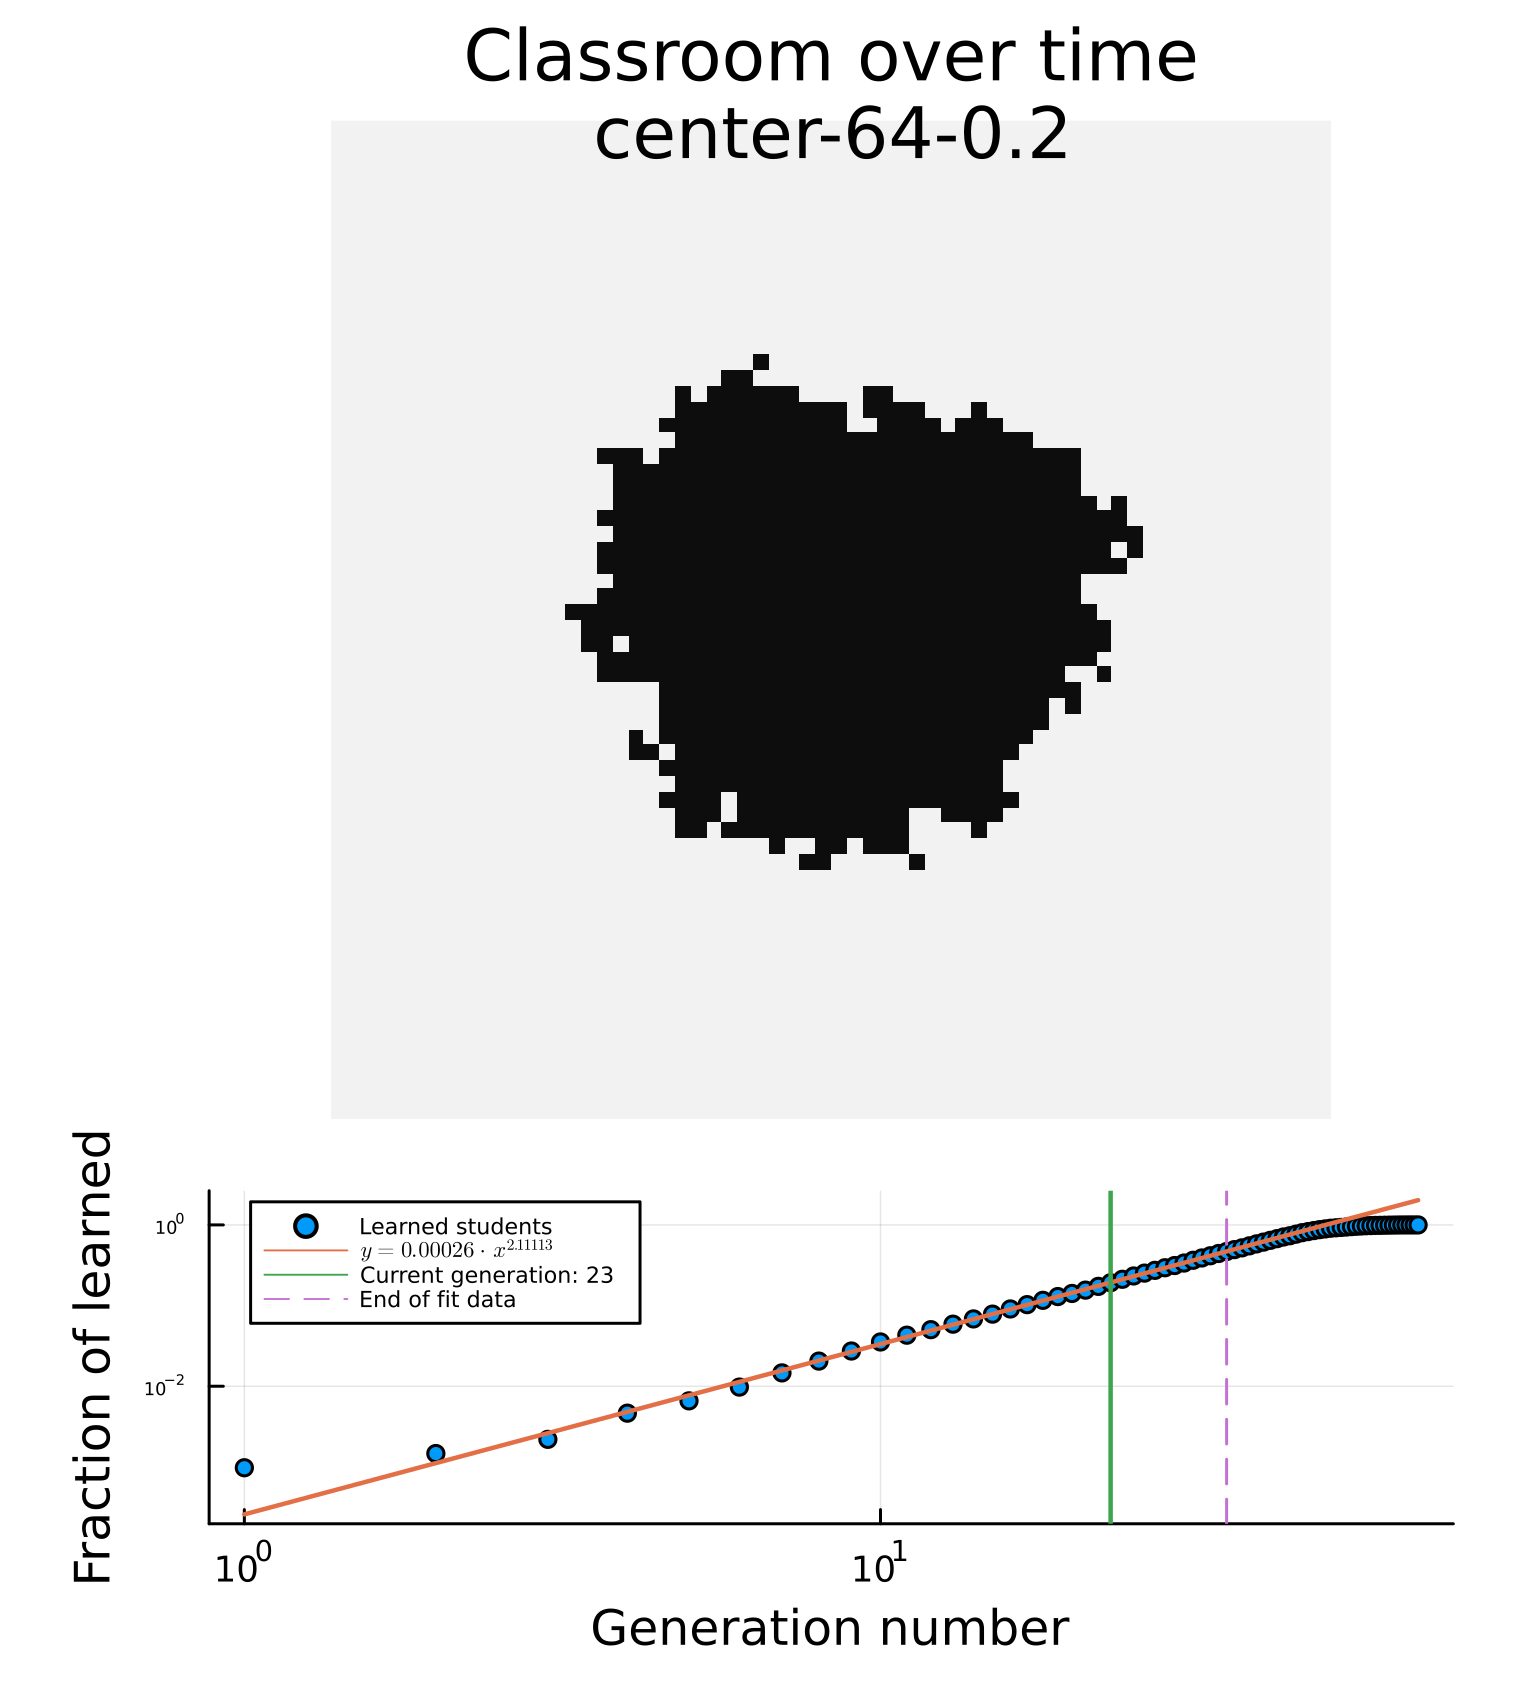 Classroom over time
center-64-0.2
Fraction of learned
10⁰
10⁻²
Learned students
y = 0.00026 · x^2.11113
Current generation: 23
End of fit data
10⁰
10¹
Generation number